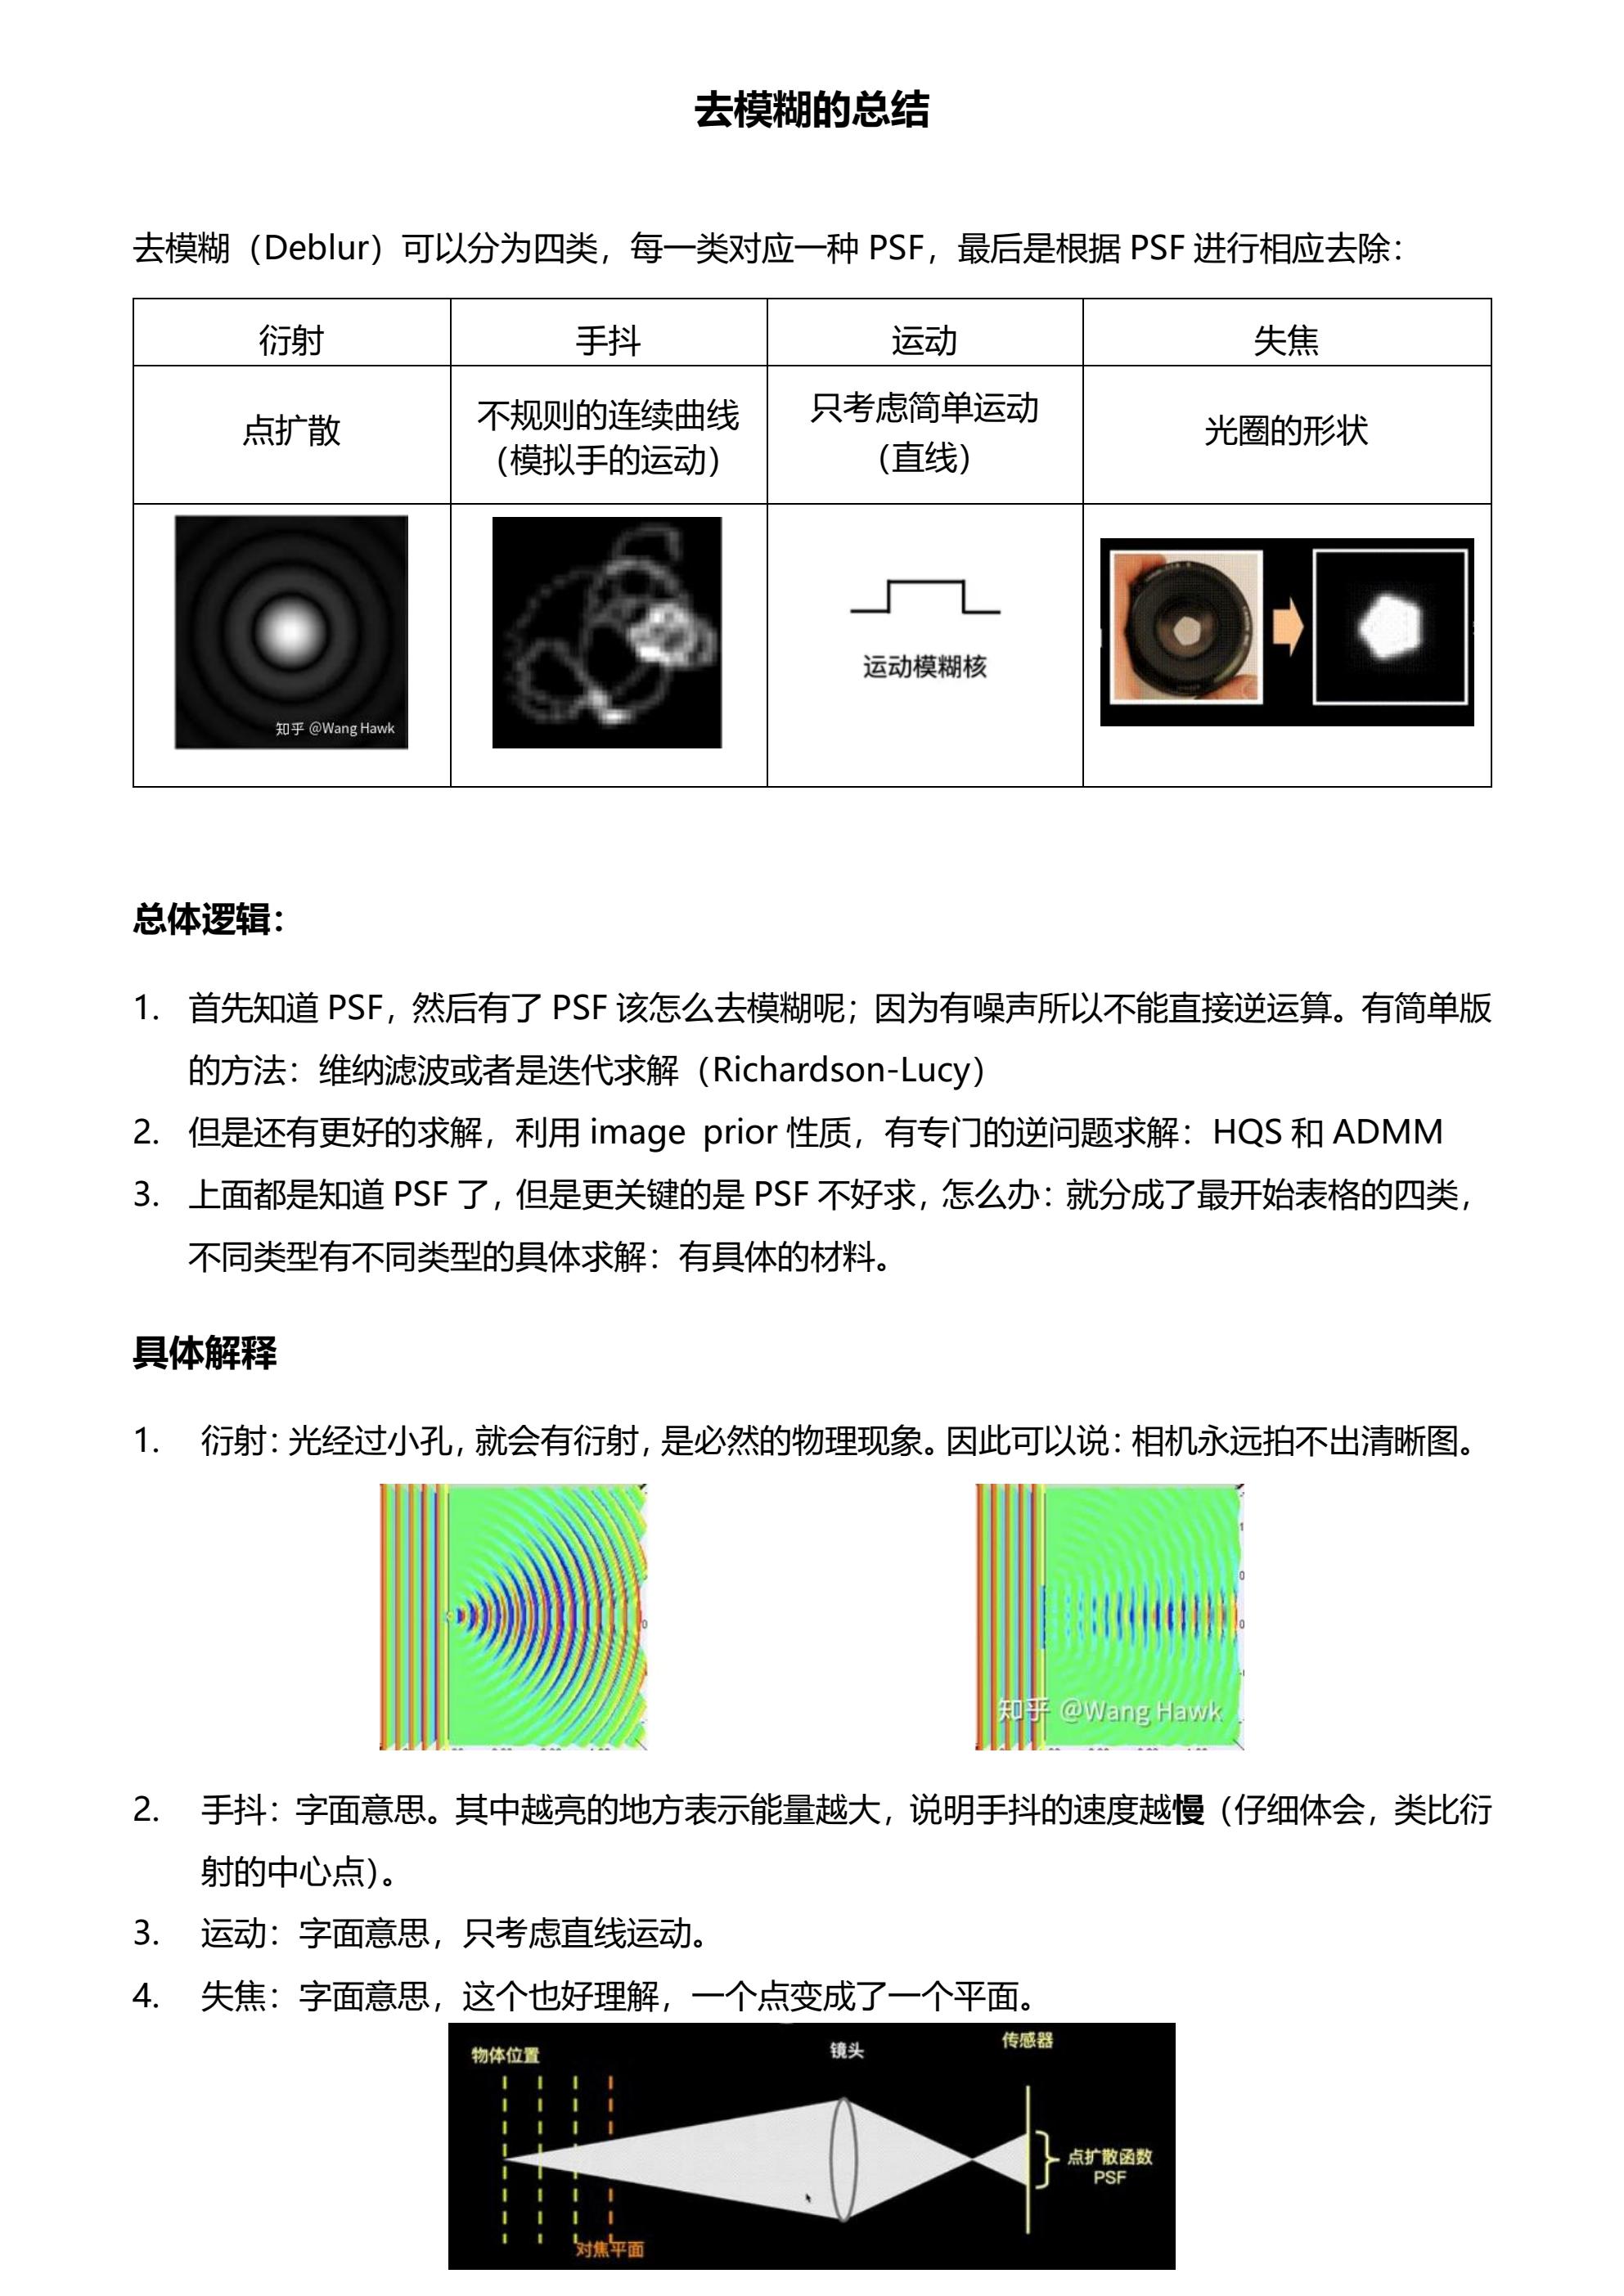 去模糊的总结
去模糊（Deblur）可以分为四类，每一类对应一种 PSF，最后是根据 PSF 进行相应去除：
衍射
手抖
运动
失焦
点扩散
不规则的连续曲线
（模拟手的运动）
只考虑简单运动
（直线）
光圈的形状
知乎 @Wang Hawk
运动模糊核
总体逻辑：
1. 首先知道 PSF，然后有了 PSF 该怎么去模糊呢；因为有噪声所以不能直接逆运算。有简单版
的方法：维纳滤波或者是迭代求解（Richardson-Lucy）
2. 但是还有更好的求解，利用 image prior 性质，有专门的逆问题求解：HQS 和 ADMM
3. 上面都是知道 PSF 了，但是更关键的是 PSF 不好求，怎么办：就分成了最开始表格的四类，
不同类型有不同类型的具体求解：有具体的材料。
具体解释
1. 衍射：光经过小孔，就会有衍射，是必然的物理现象。因此可以说：相机永远拍不出清晰图。
知乎 @Wang Hawk
2. 手抖：字面意思。其中越亮的地方表示能量越大，说明手抖的速度越慢（仔细体会，类比衍
射的中心点）。
3. 运动：字面意思，只考虑直线运动。
4. 失焦：字面意思，这个也好理解，一个点变成了一个平面。
物体位置
镜头
传感器
点扩散函数
PSF
对焦平面